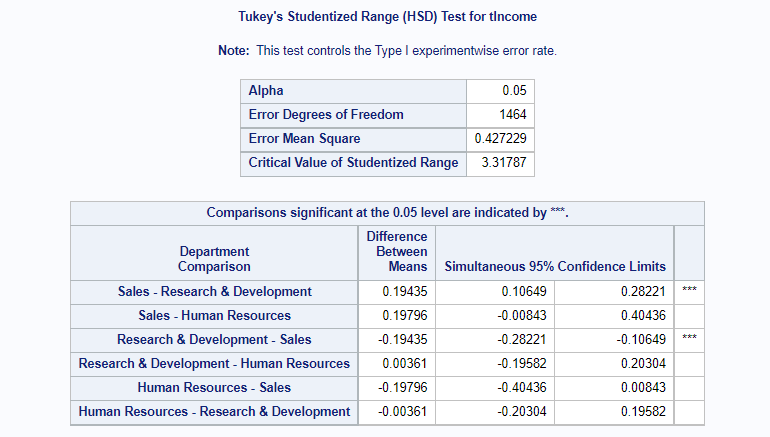 Tukey's Studentized Range (HSD) Test for tIncome
Note: This test controls the Type I experimentwise error rate.
Alpha 0.05
Error Degrees of Freedom 1464
Error Mean Square 0.427229
Critical Value of Studentized Range 3.31787
Comparisons significant at the 0.05 level are indicated by ***.
Department
Comparison
Difference
Between
Means
Simultaneous 95% Confidence Limits
Sales - Research & Development 0.19435 0.10649 0.28221 ***
Sales - Human Resources 0.19796 -0.00843 0.40436
Research & Development - Sales -0.19435 -0.28221 -0.10649 ***
Research & Development - Human Resources 0.00361 -0.19582 0.20304
Human Resources - Sales -0.19796 -0.40436 0.00843
Human Resources - Research & Development -0.00361 -0.20304 0.19582